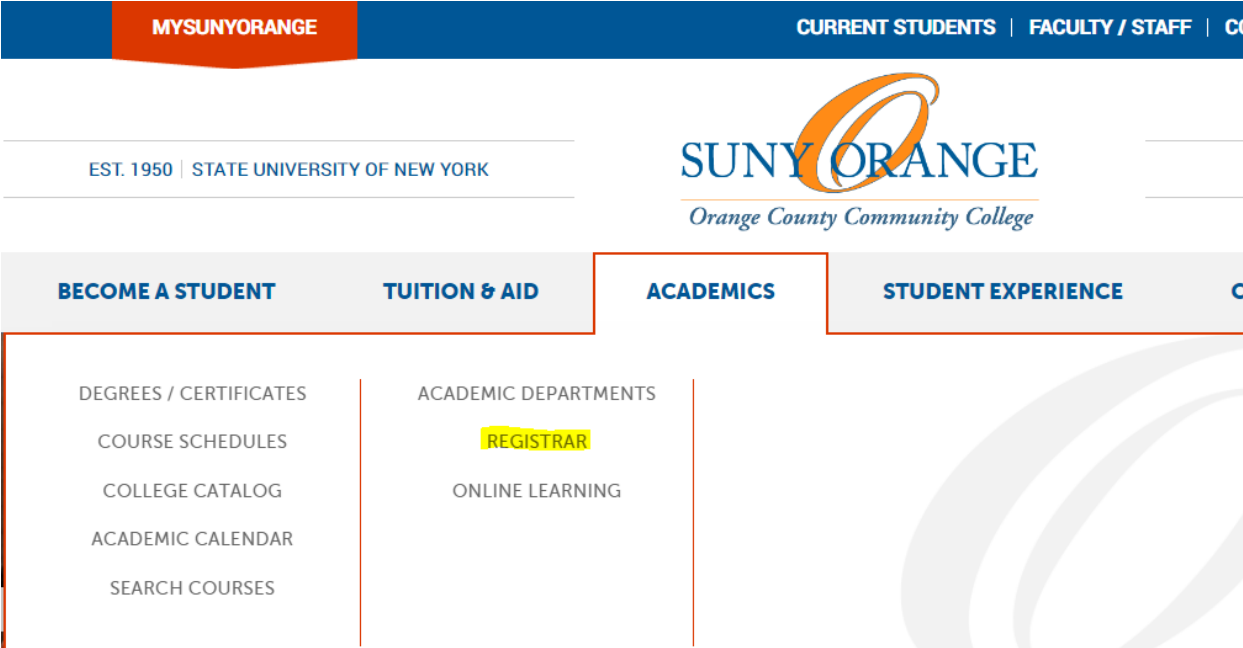 MYSUNYORANGE
CURRENT STUDENTS | FACULTY / STAFF |
EST. 1950 | STATE UNIVERSITY OF NEW YORK
SUNY ORANGE
Orange County Community College
BECOME A STUDENT
TUITION & AID
ACADEMICS
STUDENT EXPERIENCE
DEGREES / CERTIFICATES
COURSE SCHEDULES
COLLEGE CATALOG
ACADEMIC CALENDAR
SEARCH COURSES
ACADEMIC DEPARTMENTS
REGISTRAR
ONLINE LEARNING